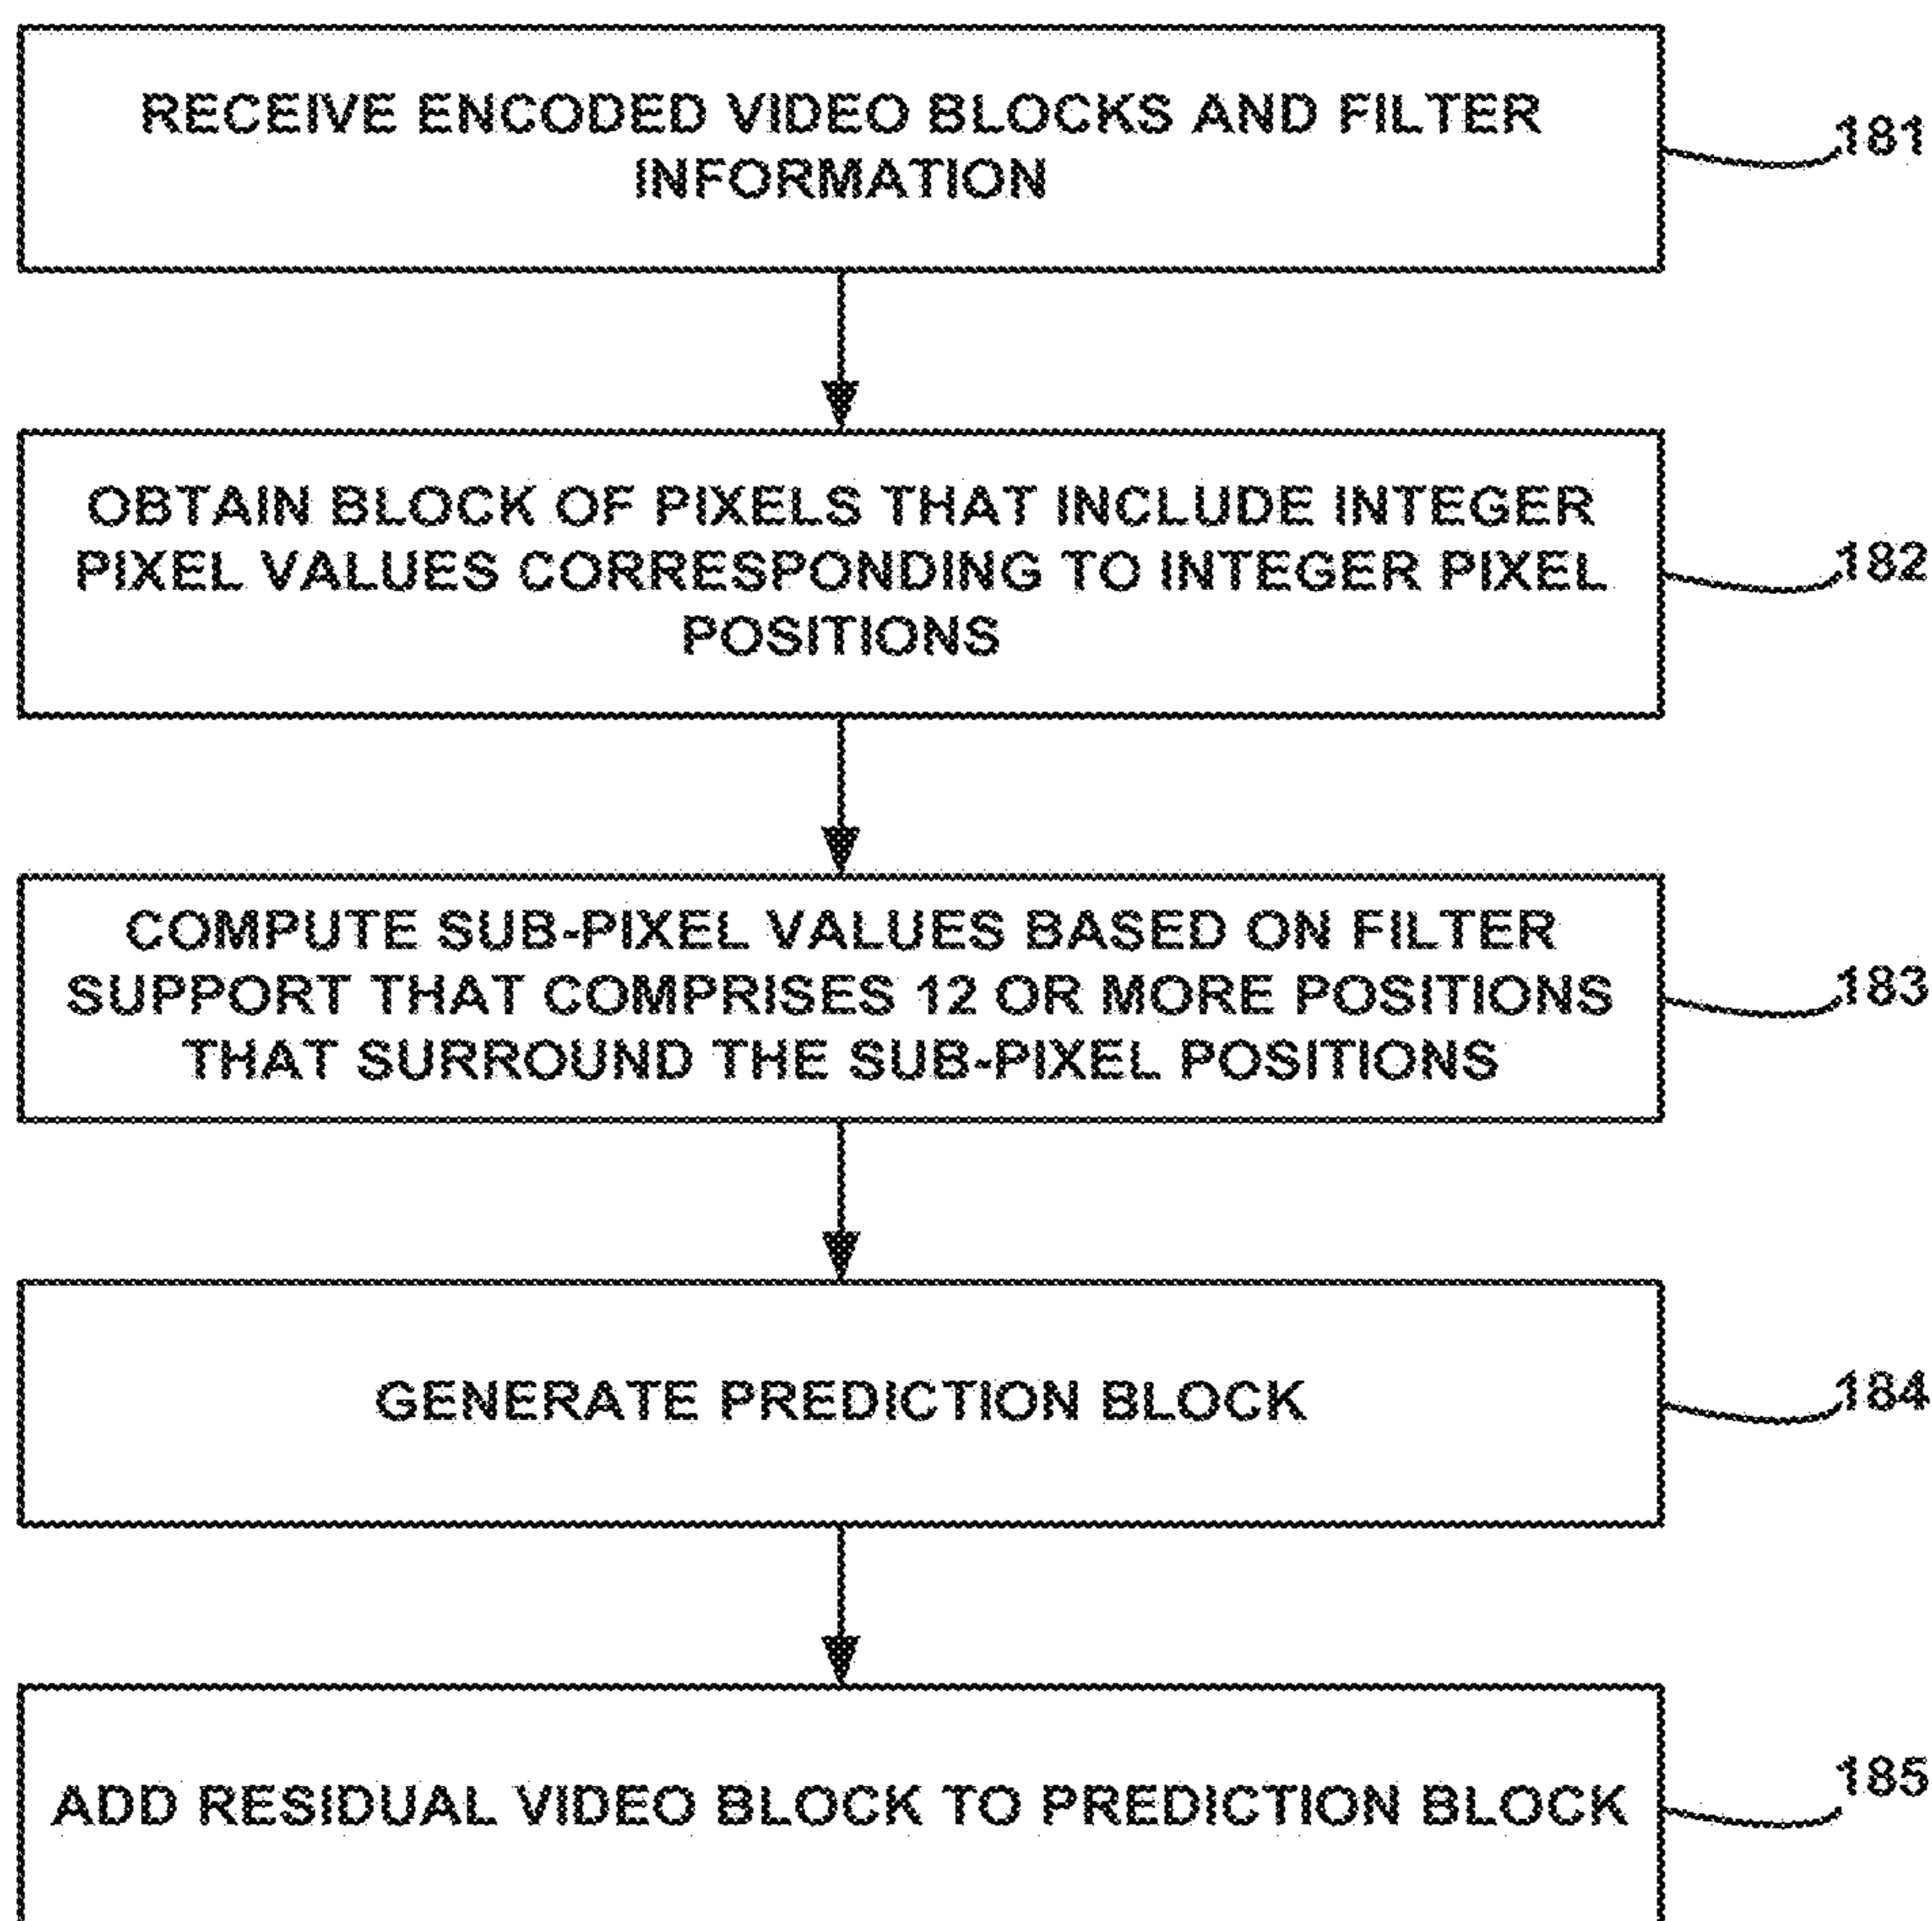 RECEIVE ENCODED VIDEO BLOCKS AND FILTER
INFORMATION
181
OBTAIN BLOCK OF PIXELS THAT INCLUDE INTEGER
PIXEL VALUES CORRESPONDING TO INTEGER PIXEL
POSITIONS
182
COMPUTE SUB-PIXEL VALUES BASED ON FILTER
SUPPORT THAT COMPRISES 12 OR MORE POSITIONS
THAT SURROUND THE SUB-PIXEL POSITIONS
183
GENERATE PREDICTION BLOCK
184
ADD RESIDUAL VIDEO BLOCK TO PREDICTION BLOCK
185